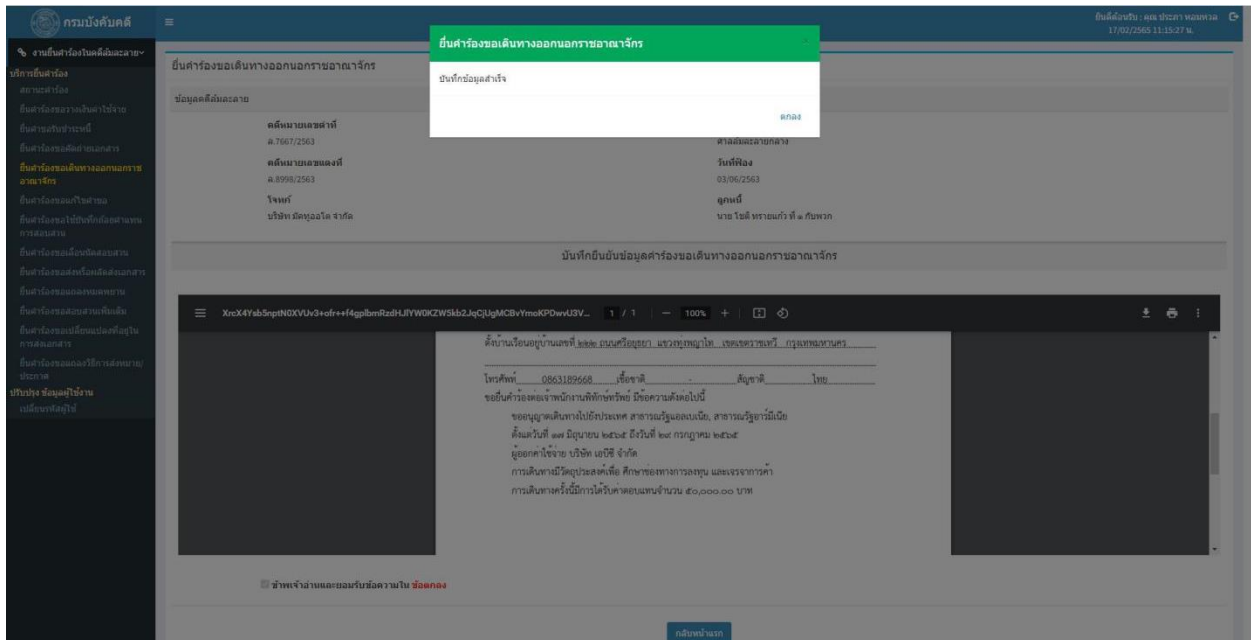 กรมบังคับคดี
ยินดีต้อนรับ : คุณ ประภา หอมหวล
17/02/2565 11:15:27 น.
งานยื่นคำร้องในคดีล้มละลาย
บริการยื่นคำร้อง
สถานะคำร้อง
ยื่นคำร้องขอวางเงินค่าใช้จ่าย
ยื่นคำขอรับชำระหนี้
ยื่นคำร้องขอคัดถ่ายเอกสาร
ยื่นคำร้องขอเดินทางออกนอกราช
อาณาจักร
ยื่นคำร้องขอแก้ไขคำขอ
ยื่นคำร้องขอใช้บันทึกถ้อยคำแทน
การสอบสวน
ยื่นคำร้องขอเลื่อนนัดสอบสวน
ยื่นคำร้องขอส่งหรือนัดส่งเอกสาร
ยื่นคำร้องขอถอนหมดพยาน
ยื่นคำร้องขอสอบสวนเพิ่มเติม
ยื่นคำร้องขอเปลี่ยนแปลงที่อยู่ใน
การส่งเอกสาร
ยื่นคำร้องขอแถลงวิธีการส่งหมาย/
ประกาศ
ปรับปรุง ข้อมูลผู้ใช้งาน
เปลี่ยนรหัสผู้ใช้
ยื่นคำร้องขอเดินทางออกนอกราชอาณาจักร
บันทึกข้อมูลสำเร็จ
ตกลง
ยื่นคำร้องขอเดินทางออกนอกราชอาณาจักร
ข้อมูลคดีล้มละลาย
คดีหมายเลขดำที่
ล.7667/2563
ศาลล้มละลายกลาง
คดีหมายเลขแดงที่
ล.8998/2563
วันที่ฟ้อง
03/06/2563
โจทก์
บริษัท มัดทูออโต จำกัด
ลูกหนี้
นาย โชติ ทรายแก้ว ที่ ๑ กับพวก
บันทึกยืนยันข้อมูลคำร้องขอเดินทางออกนอกราชอาณาจักร
1 / 1 100%
ตั้งบ้านเรือนอยู่บ้านเลขที่ ๒๒๒ ถนนศรีอยุธยา แขวงทุ่งพญาไท เขตเขตราชเทวี กรุงเทพมหานคร
โทรศัพท์ 0863189668 เชื้อชาติ - สัญชาติ ไทย
ขอยื่นคำร้องต่อเจ้าพนักงานพิทักษ์ทรัพย์ มีข้อความดังต่อไปนี้
ขออนุญาตเดินทางไปยังประเทศ สาธารณรัฐแอลเบเนีย, สาธารณรัฐอาร์มีเนีย
ตั้งแต่วันที่ ๑๗ มิถุนายน ๒๕๖๕ ถึงวันที่ ๒๙ กรกฎาคม ๒๕๖๕
ผู้ออกค่าใช้จ่าย บริษัท เอบีซี จำกัด
การเดินทางมีวัตถุประสงค์เพื่อ ศึกษาช่องทางการลงทุน และเจรจาการค้า
การเดินทางครั้งนี้มีการได้รับค่าตอบแทนจำนวน ๕๐,๐๐๐.๐๐ บาท
ข้าพเจ้าอ่านและยอมรับข้อความใน ข้อตกลง
กลับหน้าแรก